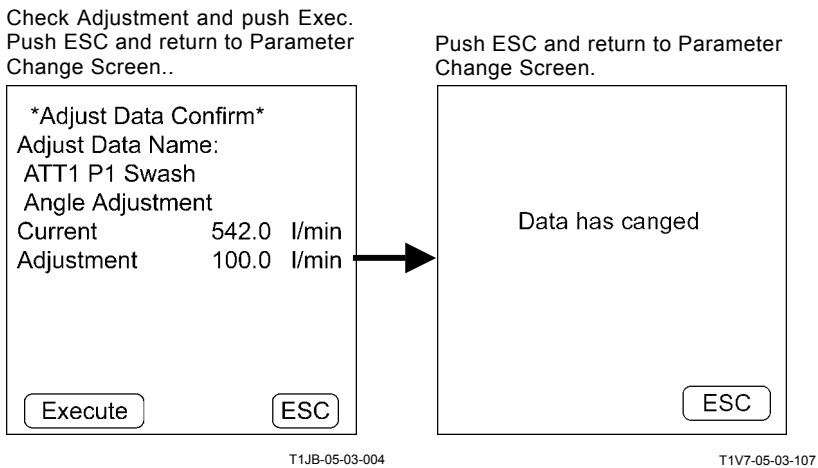 Check Adjustment and push Exec.
Push ESC and return to Parameter
Change Screen..
*Adjust Data Confirm*
Adjust Data Name:
ATT1 P1 Swash
Angle Adjustment
Current 542.0 l/min
Adjustment 100.0 l/min
Execute ESC
T1JB-05-03-004
Push ESC and return to Parameter
Change Screen.
Data has canged
ESC
T1V7-05-03-107